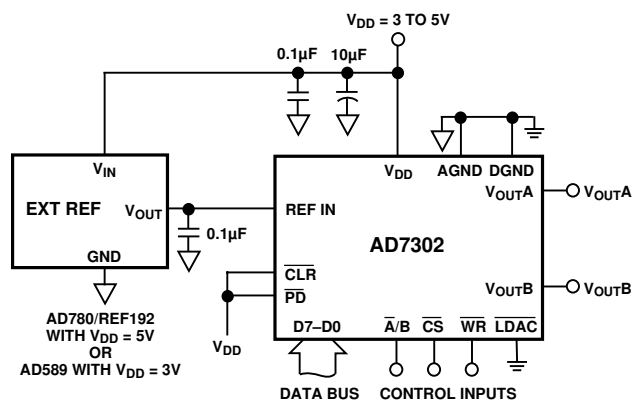 V_DD = 3 TO 5V
0.1µF
10µF
V_IN
EXT REF
V_OUT
GND
0.1µF
V_DD
AGND
DGND
REF IN
V_OUTA
V_OUTA
AD7302
CLR
PD
V_OUTB
V_OUTB
D7–D0
A/B
CS
WR
LDAC
V_DD
AD780/REF192
WITH V_DD = 5V
OR
AD589 WITH V_DD = 3V
DATA BUS
CONTROL INPUTS